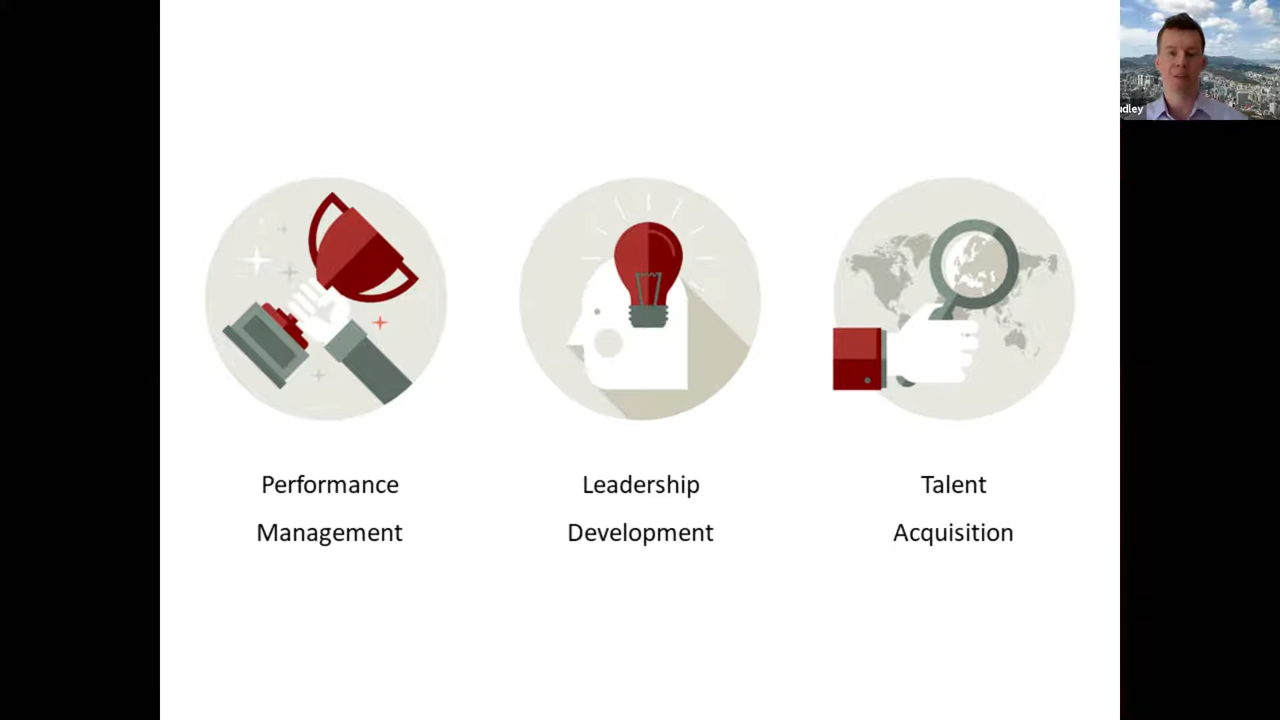 Performance
Management
Leadership
Development
Talent
Acquisition